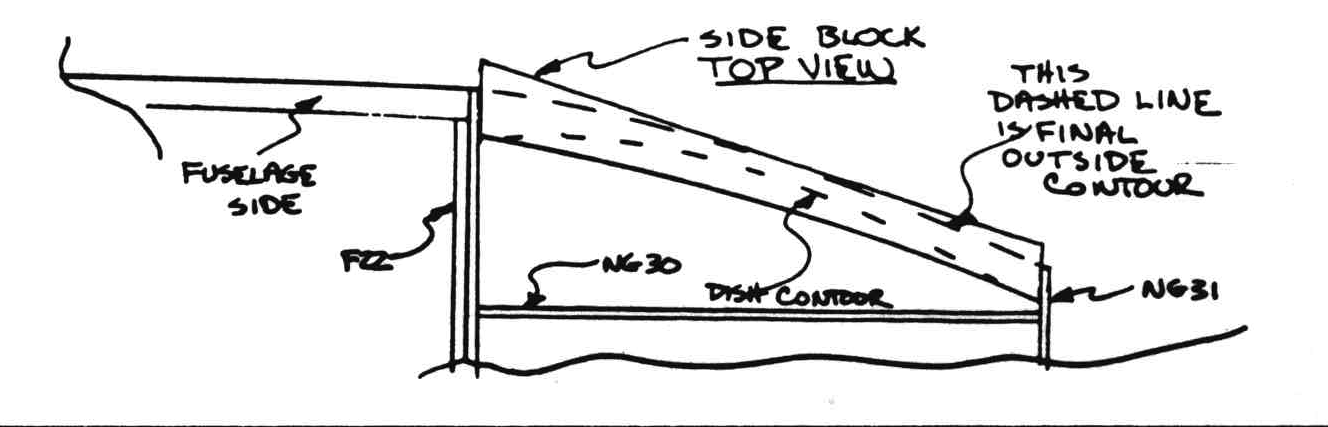 SIDE BLOCK
TOP VIEW
THIS
DASHED LINE
IS FINAL
OUTSIDE
CONTOUR
FUSELAGE
SIDE
F22
NG30
DISH CONTOUR
NG31